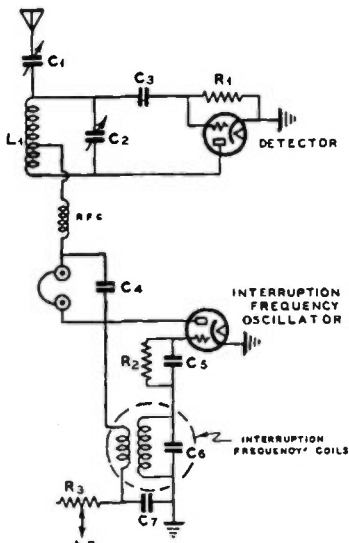 C1
C3
R1
L1
C2
DETECTOR
RFC
C4
INTERRUPTION
FREQUENCY
OSCILLATOR
R2
C5
C6
INTERRUPTION
FREQUENCY COILS
R3
C7